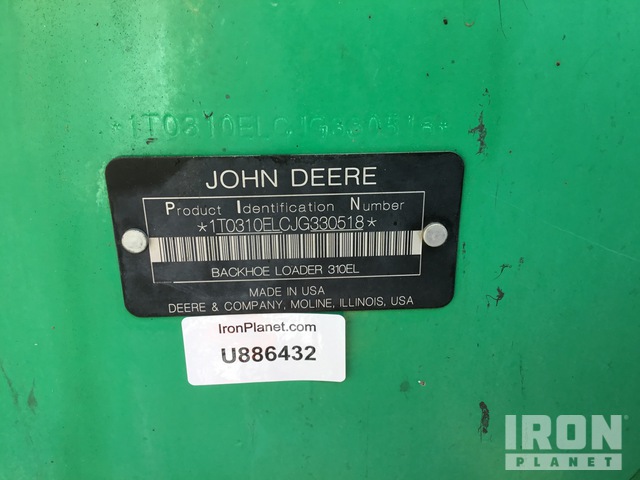 *1T0310ELCJG330518*
JOHN DEERE
Product Identification Number
*1T0310ELCJG330518*
BACKHOE LOADER 310EL
MADE IN USA
DEERE & COMPANY, MOLINE, ILLINOIS, USA
IronPlanet.com
U886432
IRON
PLANET